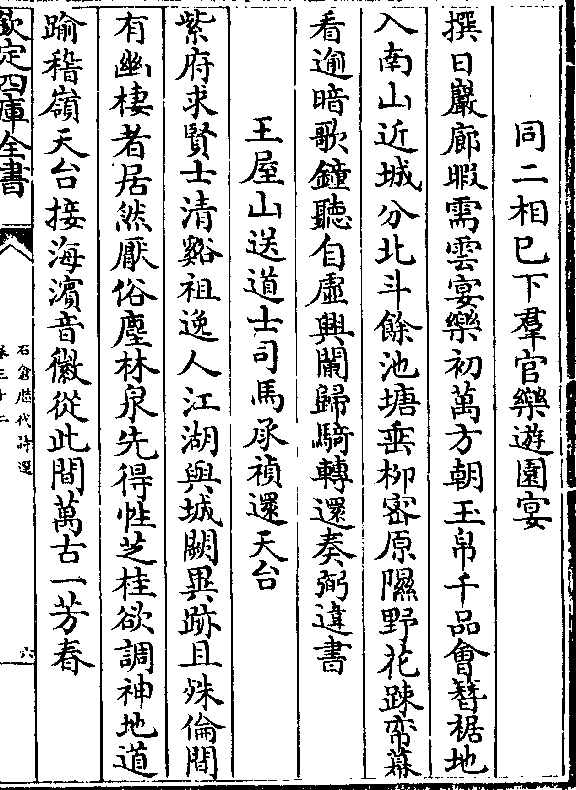 同二相已下羣官樂遊園宴
撰日巖廊暇需雲宴樂初萬方朝玉帛千品會簪裾地
入南山近城分北斗餘池塘垂柳密原隰野花踈帟幕
看逾暗歌鐘聽自虛興闌歸騎轉還奏弼違書
王屋山送道士司馬承禎還天台
紫府求賢士清谿祖逸人江湖與城闕異跡且殊倫間
有幽棲者居然厭俗塵林泉先得性芝桂欲調神地道
踰稽嶺天台接海濱音徽從此間萬古一芳春
欽定四庫全書
石倉歷代詩選
卷三十二
六